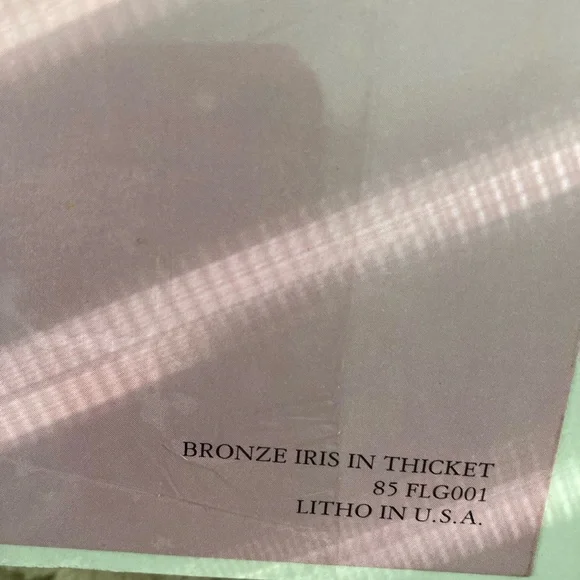 BRONZE IRIS IN THICKET
85 FLG001
LITHO IN U.S.A.